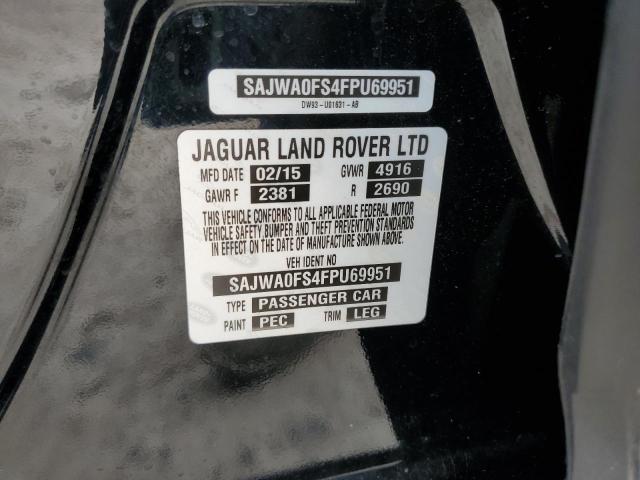 SAJWA0FS4FPU69951
DW93-U01631-AB
JAGUAR LAND ROVER LTD
MFD DATE 02/15 GVWR 4916
GAWR F 2381 R 2690
THIS VEHICLE CONFORMS TO ALL APPLICABLE FEDERAL MOTOR
VEHICLE SAFETY,BUMPER AND THEFT PREVENTION STANDARDS
IN EFFECT ON THE DATE OF MANUFACTURE SHOWN ABOVE.
VEH IDENT NO
SAJWA0FS4FPU69951
TYPE PASSENGER CAR
PAINT PEC TRIM LEG